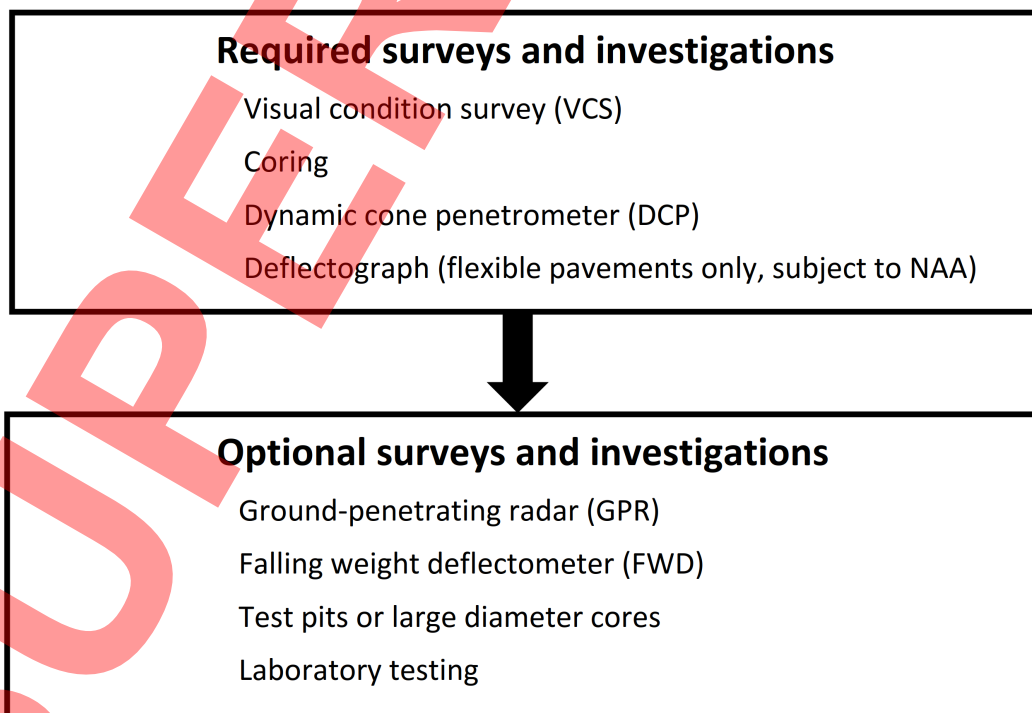 Required surveys and investigations
Visual condition survey (VCS)
Coring
Dynamic cone penetrometer (DCP)
Deflectograph (flexible pavements only, subject to NAA)
Optional surveys and investigations
Ground-penetrating radar (GPR)
Falling weight deflectometer (FWD)
Test pits or large diameter cores
Laboratory testing
UPER